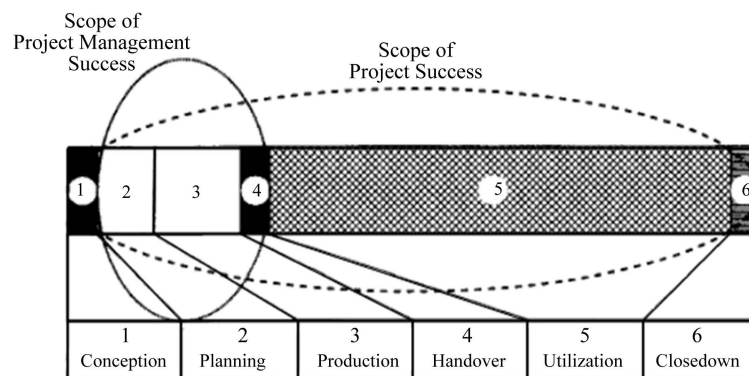 Scope of
Project Management
Success
Scope of
Project Success
1
2
3
4
5
6
1
2
3
4
5
6
Conception
Planning
Production
Handover
Utilization
Closedown